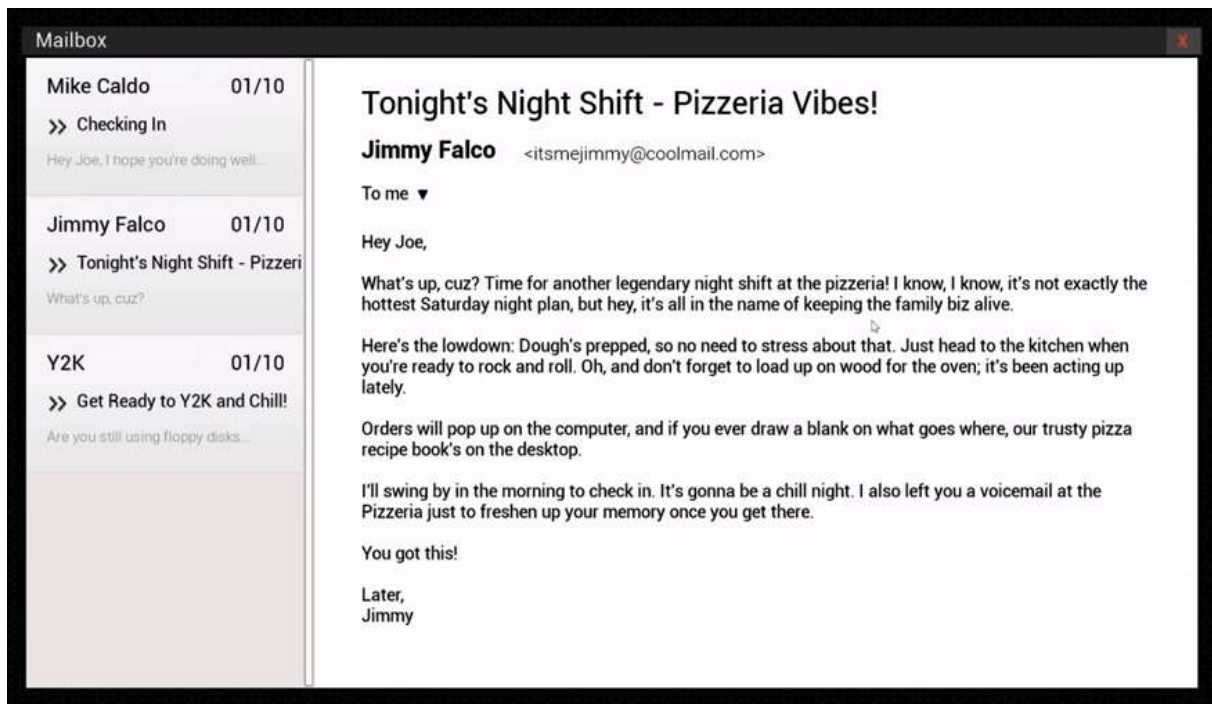 Mailbox
X
Mike Caldo 01/10
>> Checking In
Hey Joe, I hope you're doing well...
Jimmy Falco 01/10
>> Tonight's Night Shift - Pizzeri
What's up, cuz?
Y2K 01/10
>> Get Ready to Y2K and Chill!
Are you still using floppy disks...
Tonight's Night Shift - Pizzeria Vibes!
Jimmy Falco <itsmejimmy@coolmail.com>
To me ▼
Hey Joe,
What's up, cuz? Time for another legendary night shift at the pizzeria! I know, I know, it's not exactly the
hottest Saturday night plan, but hey, it's all in the name of keeping the family biz alive.
Here's the lowdown: Dough's prepped, so no need to stress about that. Just head to the kitchen when
you're ready to rock and roll. Oh, and don't forget to load up on wood for the oven; it's been acting up
lately.
Orders will pop up on the computer, and if you ever draw a blank on what goes where, our trusty pizza
recipe book's on the desktop.
I'll swing by in the morning to check in. It's gonna be a chill night. I also left you a voicemail at the
Pizzeria just to freshen up your memory once you get there.
You got this!
Later,
Jimmy